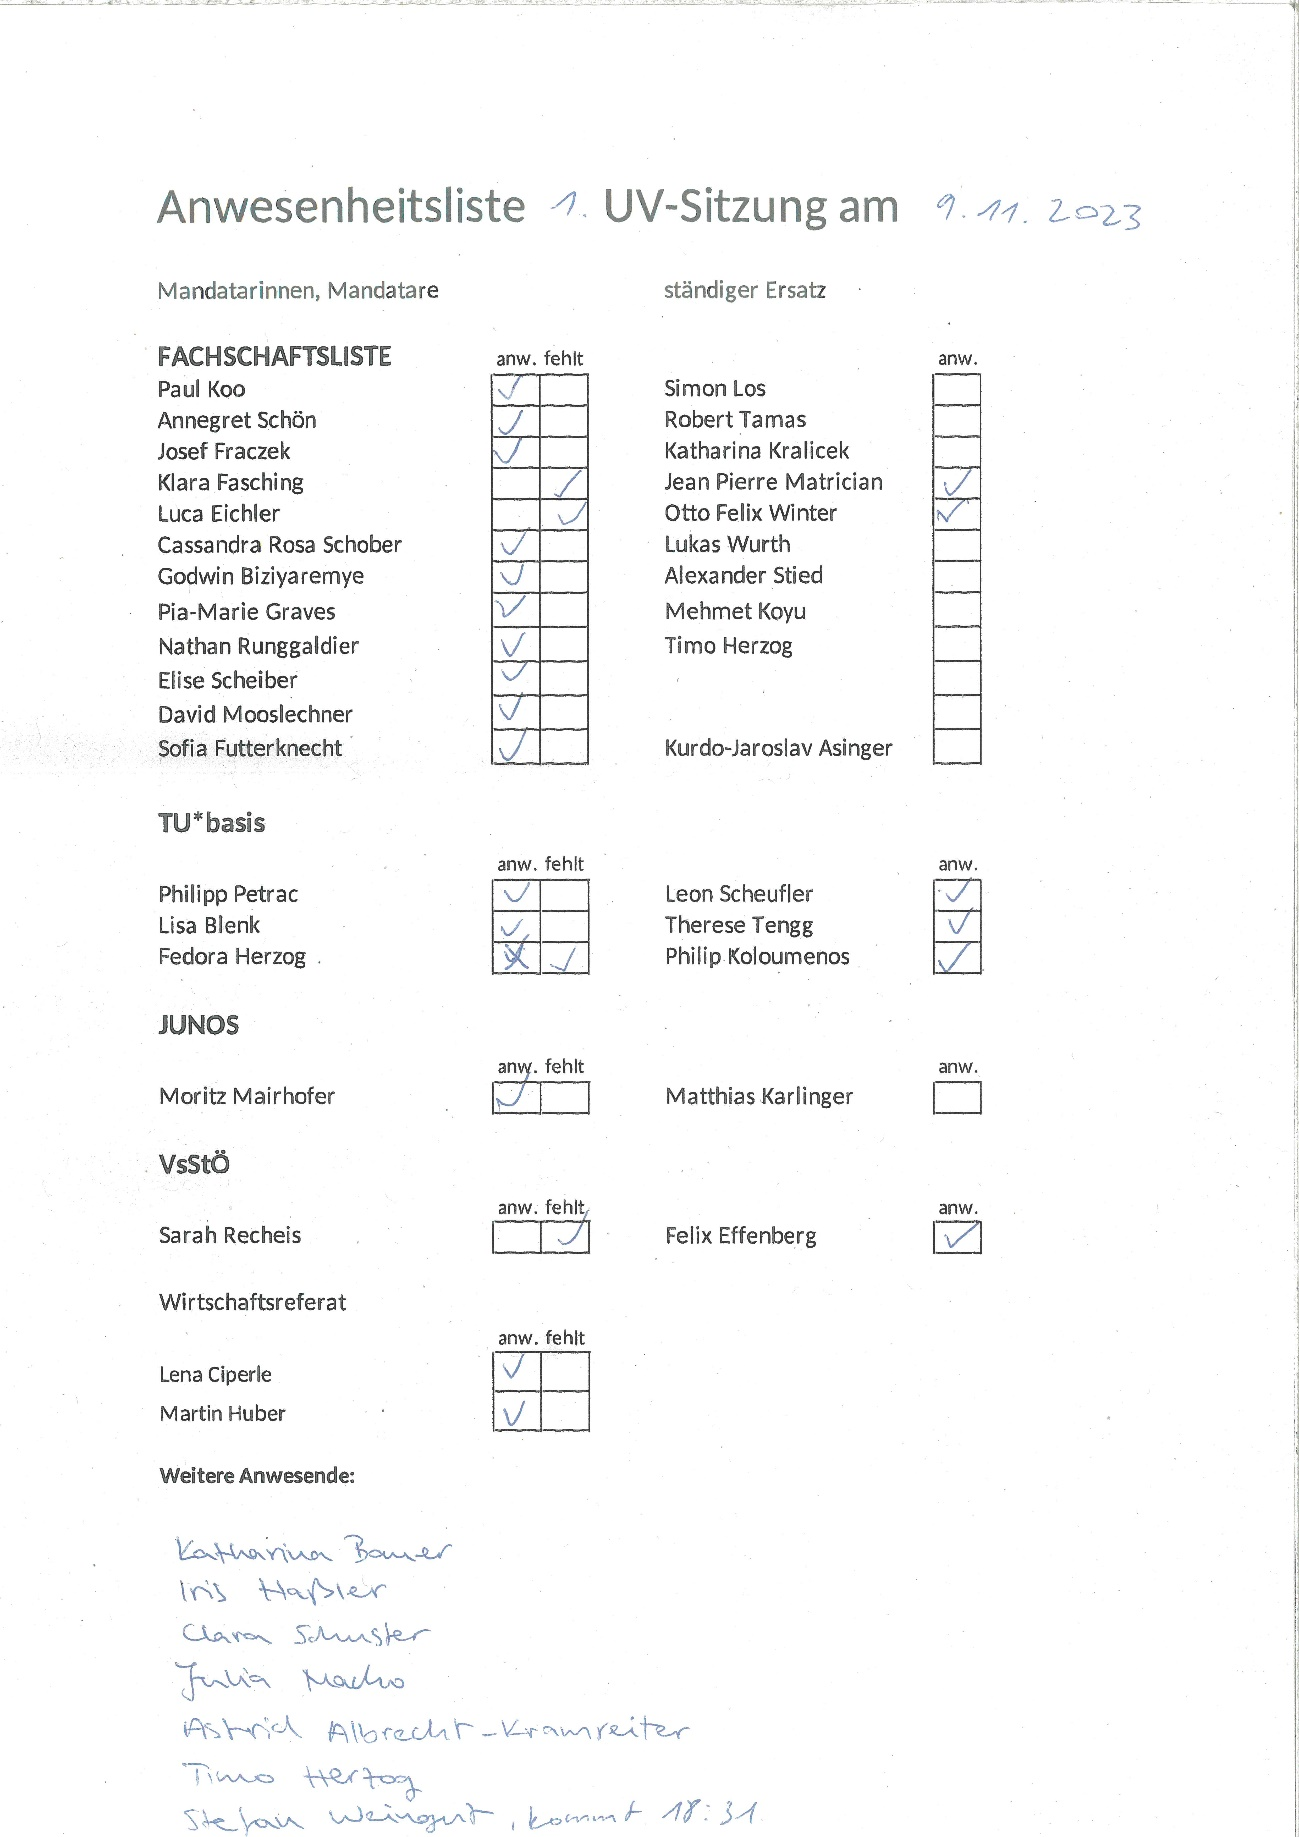 Anwesenheitsliste 1. UV-Sitzung am 9.11.2023
Mandatarinnen, Mandatare ständiger Ersatz
FACHSCHAFTSLISTE anw. fehlt anw.
Paul Koo ✓ Simon Los
Annegret Schön ✓ Robert Tamas
Josef Fraczek ✓ Katharina Kralicek
Klara Fasching ✓ Jean Pierre Matrician ✓
Luca Eichler ✓ Otto Felix Winter ✓
Cassandra Rosa Schober ✓ Lukas Wurth
Godwin Biziyaremye ✓ Alexander Stied
Pia-Marie Graves ✓ Mehmet Koyu
Nathan Runggaldier ✓ Timo Herzog
Elise Scheiber ✓
David Mooslechner ✓
Sofia Futterknecht ✓ Kurdo-Jaroslav Asinger
TU*basis
anw. fehlt anw.
Philipp Petrac ✓ Leon Scheufler ✓
Lisa Blenk ✓ Therese Tengg ✓
Fedora Herzog ✓ Philip Koloumenos ✓
JUNOS
anw. fehlt anw.
Moritz Mairhofer ✓ Matthias Karlinger
VsStÖ
anw. fehlt anw.
Sarah Recheis ✓ Felix Effenberg ✓
Wirtschaftsreferat
anw. fehlt
Lena Ciperle ✓
Martin Huber ✓
Weitere Anwesende:
Katharina Bauer
Iris Haßler
Clara Schuster
Julia Macho
Astrid Albrecht-Kramreiter
Timo Hertog
Stefan Weingut, kommt 18:31